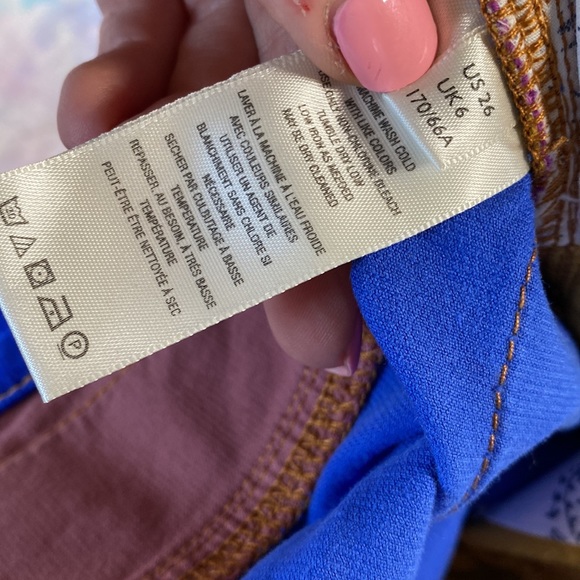 US 26
UK 6
170/66A
MACHINE WASH COLD
WITH LIKE COLORS
USE ONLY NON-CHLORINE BLEACH
TUMBLE DRY LOW
LOW IRON AS NEEDED
MAY BE DRY CLEANED
LAVER À LA MACHINE À L'EAU FROIDE
AVEC COULEURS SIMILAIRES
UTILISER UN AGENT DE
BLANCHIMENT SANS CHLORE SI
NÉCESSAIRE
SÉCHER PAR CULBUTAGE À BASSE
TEMPÉRATURE
REPASSER, AU BESOIN, À TRÈS BASSE
TEMPÉRATURE
PEUT-ÊTRE ÊTRE NETTOYÉE À SEC
P